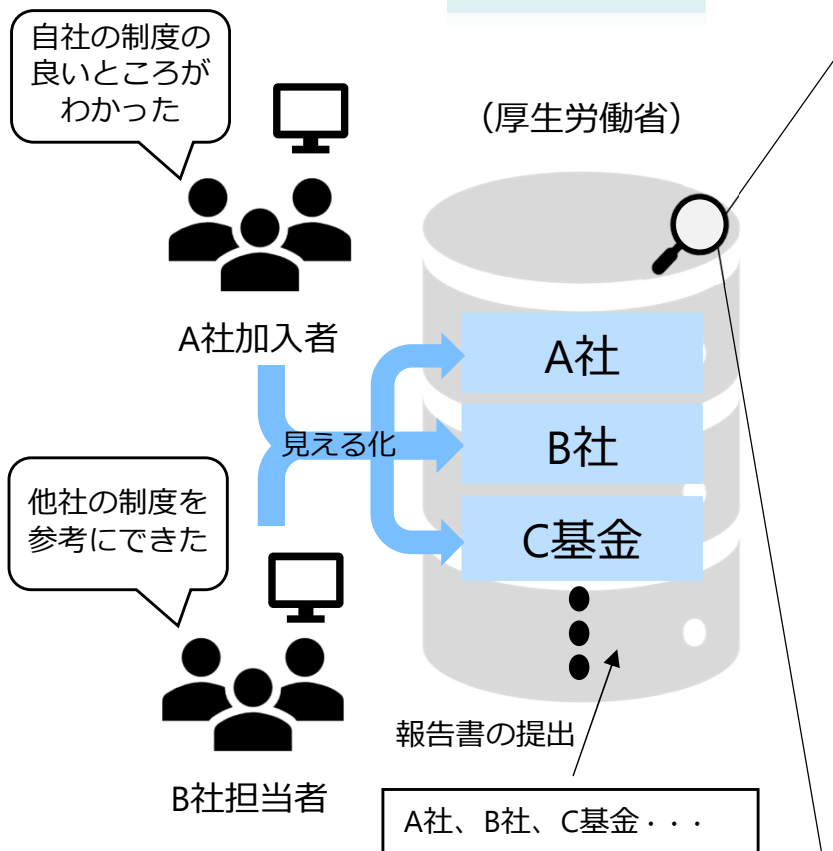 自社の制度の
良いところが
わかった
（厚生労働省）
A社加入者
A社
見える化
B社
他社の制度を
参考にできた
C基金
報告書の提出
B社担当者
A社、B社、C基金・・・